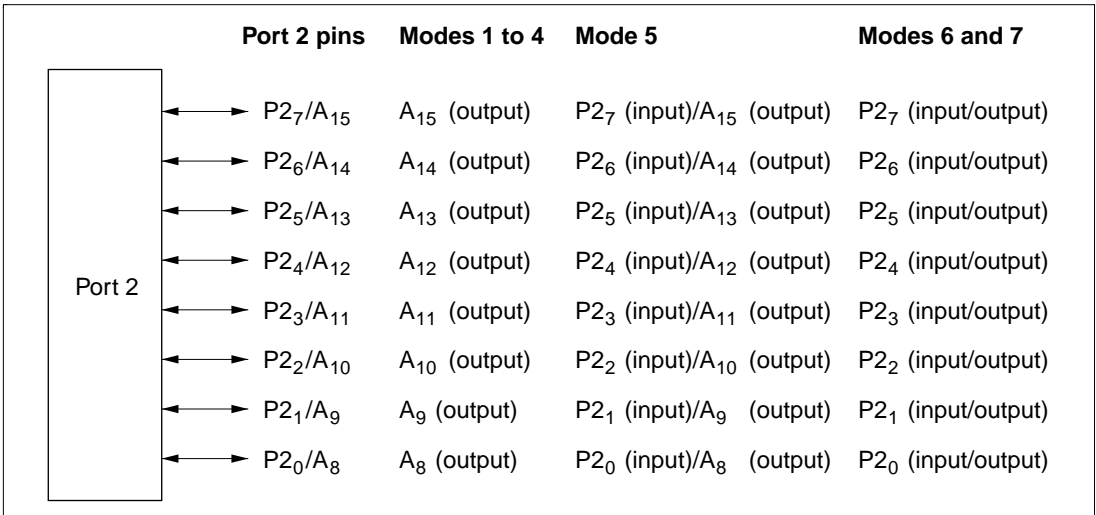 Port 2 pins Modes 1 to 4 Mode 5 Modes 6 and 7
P2₇/A₁₅ A₁₅ (output) P2₇ (input)/A₁₅ (output) P2₇ (input/output)
P2₆/A₁₄ A₁₄ (output) P2₆ (input)/A₁₄ (output) P2₆ (input/output)
P2₅/A₁₃ A₁₃ (output) P2₅ (input)/A₁₃ (output) P2₅ (input/output)
P2₄/A₁₂ A₁₂ (output) P2₄ (input)/A₁₂ (output) P2₄ (input/output)
Port 2
P2₃/A₁₁ A₁₁ (output) P2₃ (input)/A₁₁ (output) P2₃ (input/output)
P2₂/A₁₀ A₁₀ (output) P2₂ (input)/A₁₀ (output) P2₂ (input/output)
P2₁/A₉ A₉ (output) P2₁ (input)/A₉ (output) P2₁ (input/output)
P2₀/A₈ A₈ (output) P2₀ (input)/A₈ (output) P2₀ (input/output)